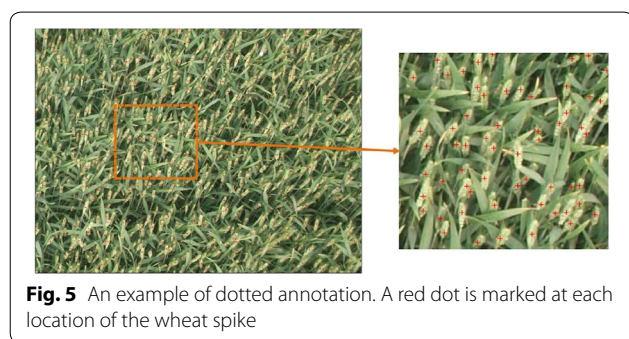 Fig. 5 An example of dotted annotation. A red dot is marked at each
location of the wheat spike